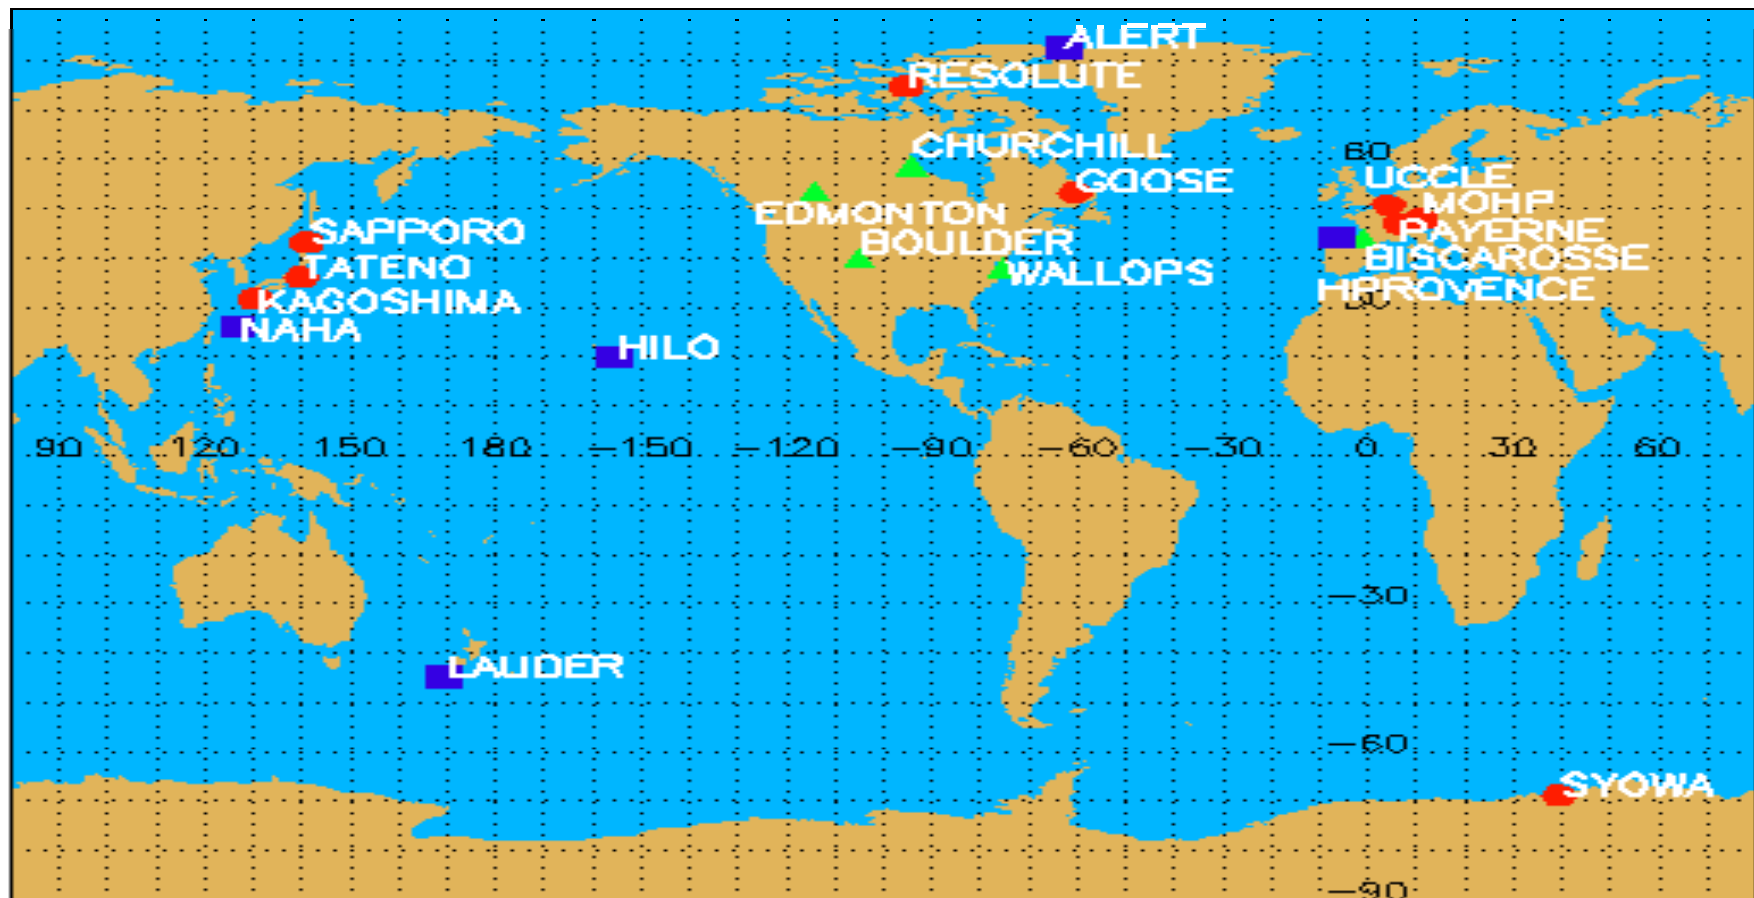 ALERT
RESOLUTE
CHURCHILL
60
GOOSE
UCCLE
EDMONTON
MOHP
SAPPORO
BOULDER
PAYERNE
TATENO
WALLOPS
BISCAROSSE
KAGOSHIMA
HPROVENCE
30
NAHA
HILO
90 120 150 180 -150 -120 -90 -60 -30 0 30 60
-30
LAUDER
-60
SYOWA
-90